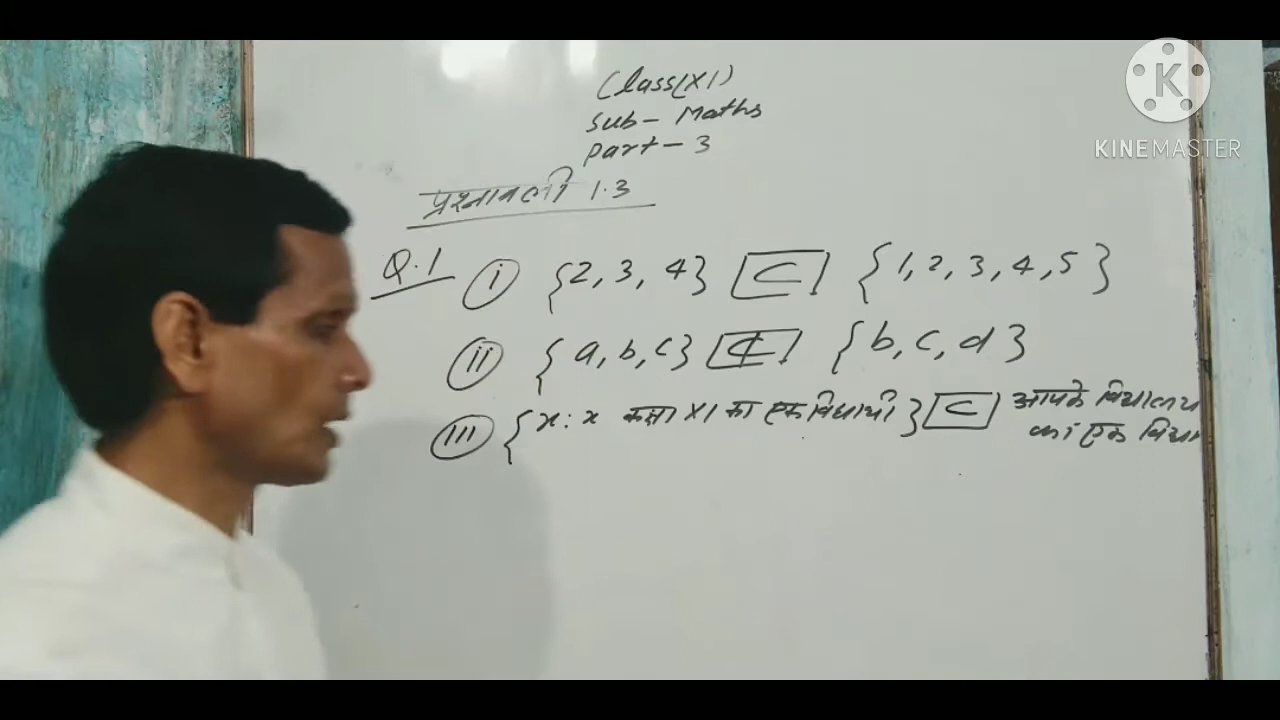 Class(XI)
Sub- Maths
Part-3
प्रश्नावली 1.3
Q.1 (i) {2, 3, 4} [⊂] {1, 2, 3, 4, 5}
(ii) {a, b, c} [⊄] {b, c, d}
(iii) {x: x कक्षा XI का एक विद्यार्थी} [⊂] आपके विद्यालय
का एक विद्या
KINEMASTER